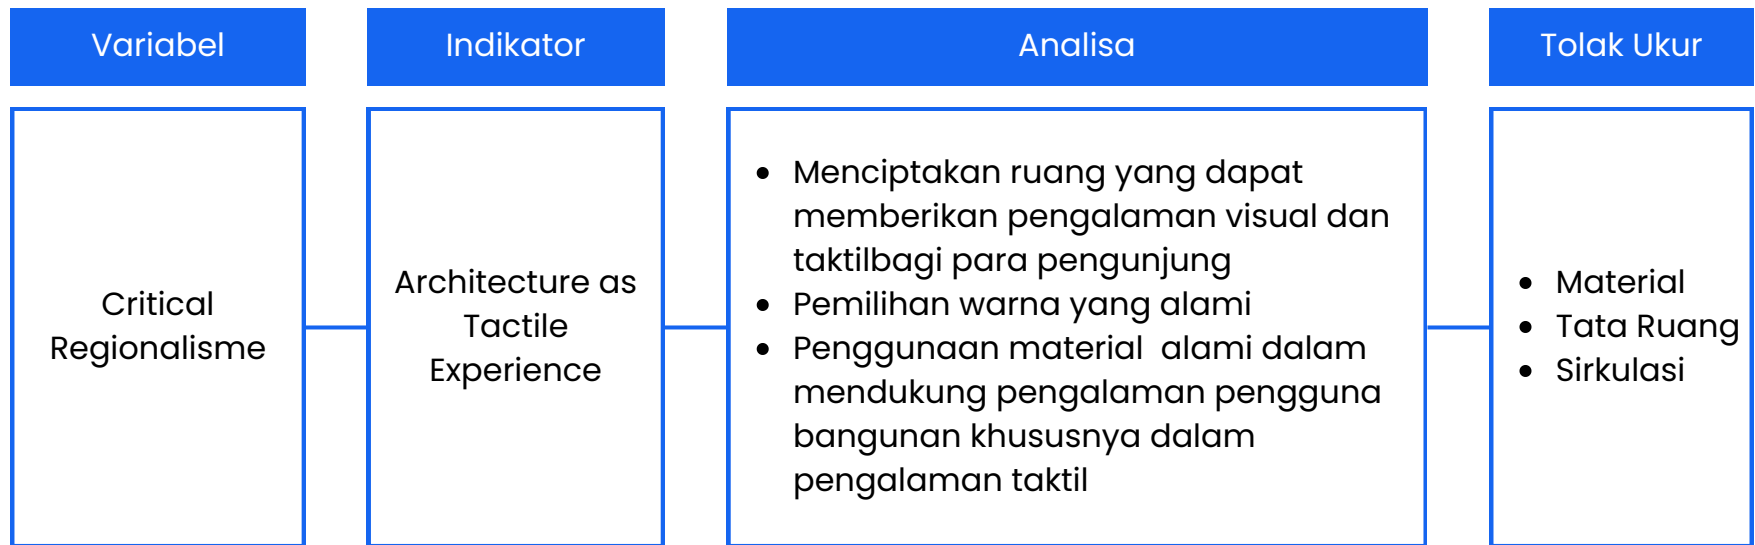 Variabel
Indikator
Analisa
Tolak Ukur
Critical
Regionalisme
Architecture as
Tactile
Experience
• Menciptakan ruang yang dapat
memberikan pengalaman visual dan
taktilbagi para pengunjung
• Pemilihan warna yang alami
• Penggunaan material  alami dalam
mendukung pengalaman pengguna
bangunan khususnya dalam
pengalaman taktil
• Material
• Tata Ruang
• Sirkulasi